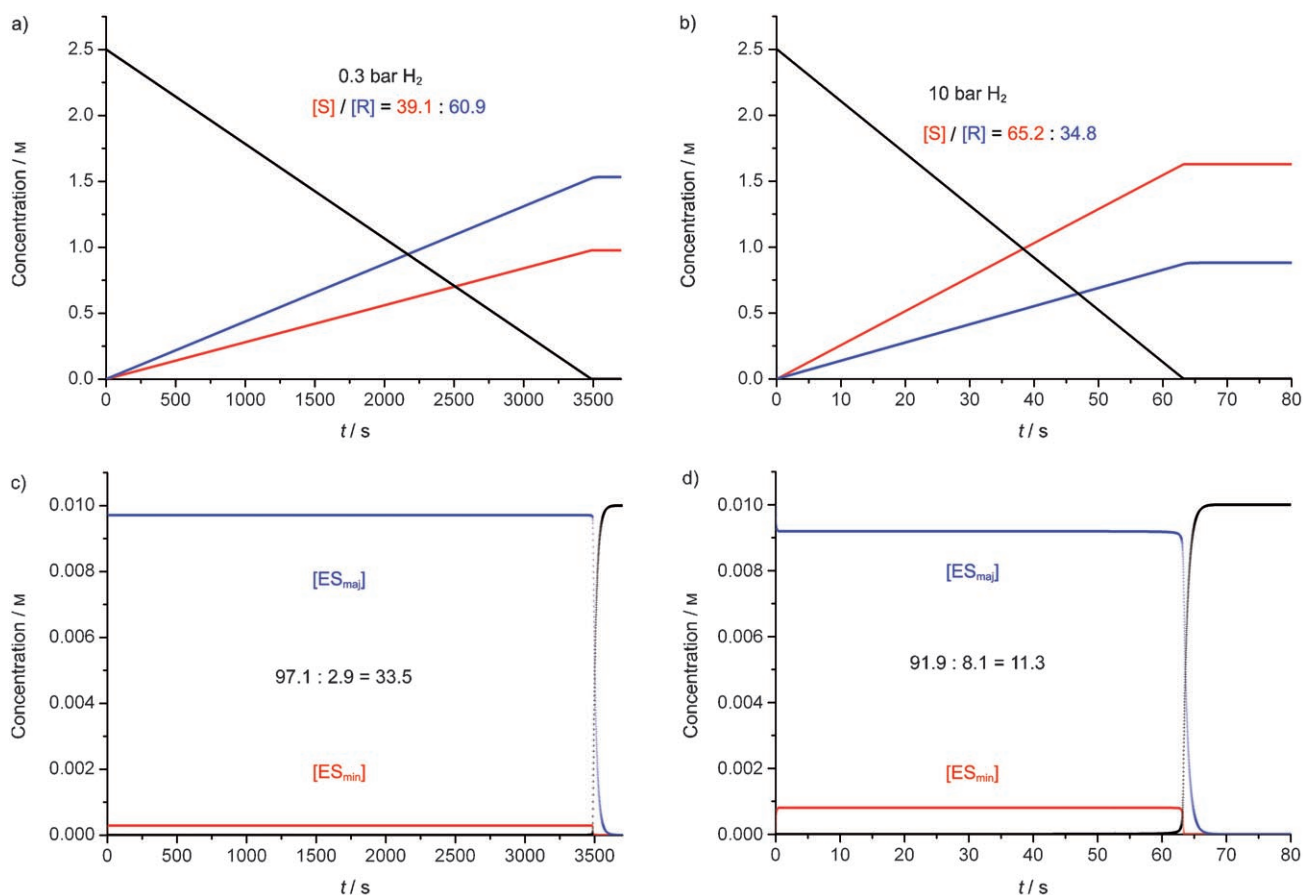 a)
0.3 bar H₂
[S] / [R] = 39.1 : 60.9
Concentration / M
2.5
2.0
1.5
1.0
0.5
0.0
0 500 1000 1500 2000 2500 3000 3500
t / s
b)
10 bar H₂
[S] / [R] = 65.2 : 34.8
Concentration / M
2.5
2.0
1.5
1.0
0.5
0.0
0 10 20 30 40 50 60 70 80
t / s
c)
[ES_maj]
97.1 : 2.9 = 33.5
[ES_min]
Concentration / M
0.010
0.008
0.006
0.004
0.002
0.000
0 500 1000 1500 2000 2500 3000 3500
t / s
d)
[ES_maj]
91.9 : 8.1 = 11.3
[ES_min]
Concentration / M
0.010
0.008
0.006
0.004
0.002
0.000
0 10 20 30 40 50 60 70 80
t / s